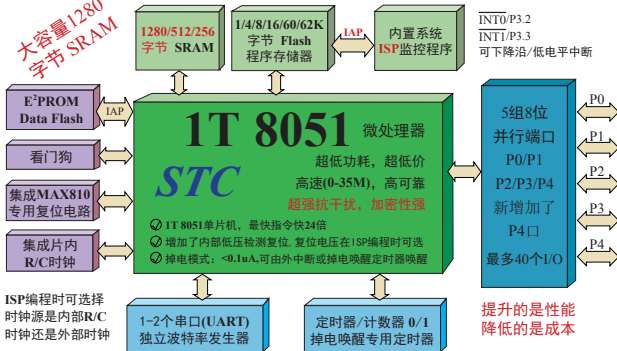 大容量1280
字节 SRAM
1280/512/256
字节 SRAM
1/4/8/16/60/62K
字节 Flash
程序存储器
IAP
内置系统
ISP监控程序
INT0/P3.2
INT1/P3.3
可下降沿/低电平中断
E²PROM
Data Flash
IAP
看门狗
集成MAX810
专用复位电路
集成片内
R/C时钟
1T 8051 微处理器
STC
超低功耗，超低价
高速(0-35M)，高可靠
超强抗干扰，加密性强
1T 8051单片机，最快指令快24倍
增加了内部低压检测复位,复位电压在ISP编程时可选
掉电模式：<0.1uA,可由外中断或掉电唤醒定时器唤醒
5组8位
并行端口
P0/P1
P2/P3/P4
新增加了
P4口
最多40个I/O
P0
P1
P2
P3
P4
ISP编程时可选择
时钟源是内部R/C
时钟还是外部时钟
1-2个串口(UART)
独立波特率发生器
定时器/计数器 0/1
掉电唤醒专用定时器
提升的是性能
降低的是成本